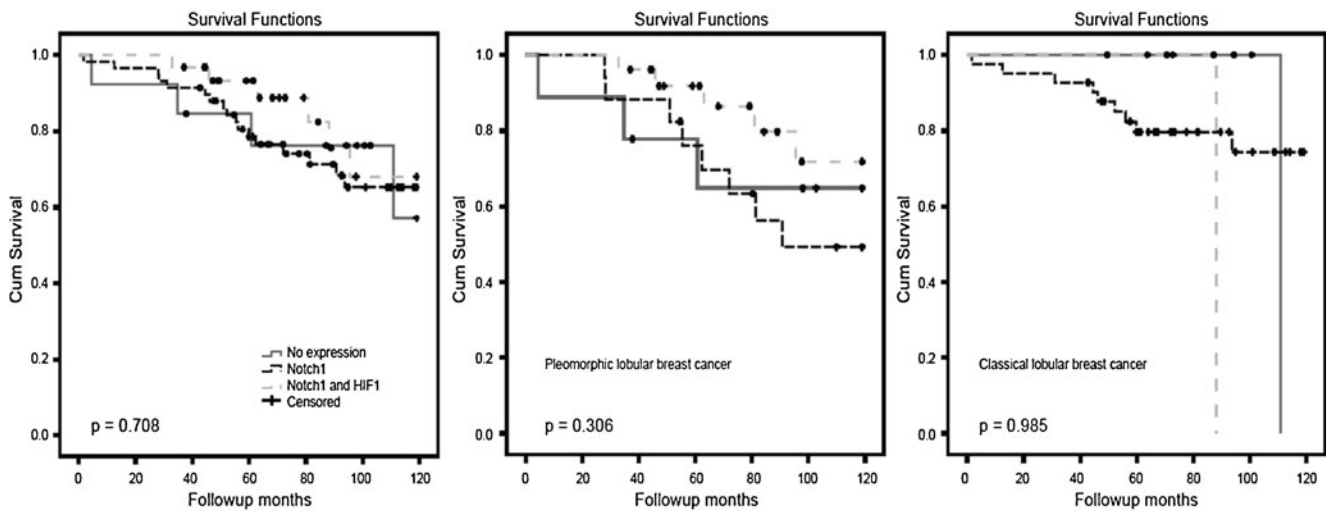 Survival Functions
1.0
0.8
0.6
0.4
0.2
0.0
Cum Survival
No expression
Notch1
Notch1 and HIF1
Censored
p = 0.708
0 20 40 60 80 100 120
Followup months
Survival Functions
1.0
0.8
0.6
0.4
0.2
0.0
Cum Survival
Pleomorphic lobular breast cancer
p = 0.306
0 20 40 60 80 100 120
Followup months
Survival Functions
1.0
0.8
0.6
0.4
0.2
0.0
Cum Survival
Classical lobular breast cancer
p = 0.985
0 20 40 60 80 100 120
Followup months